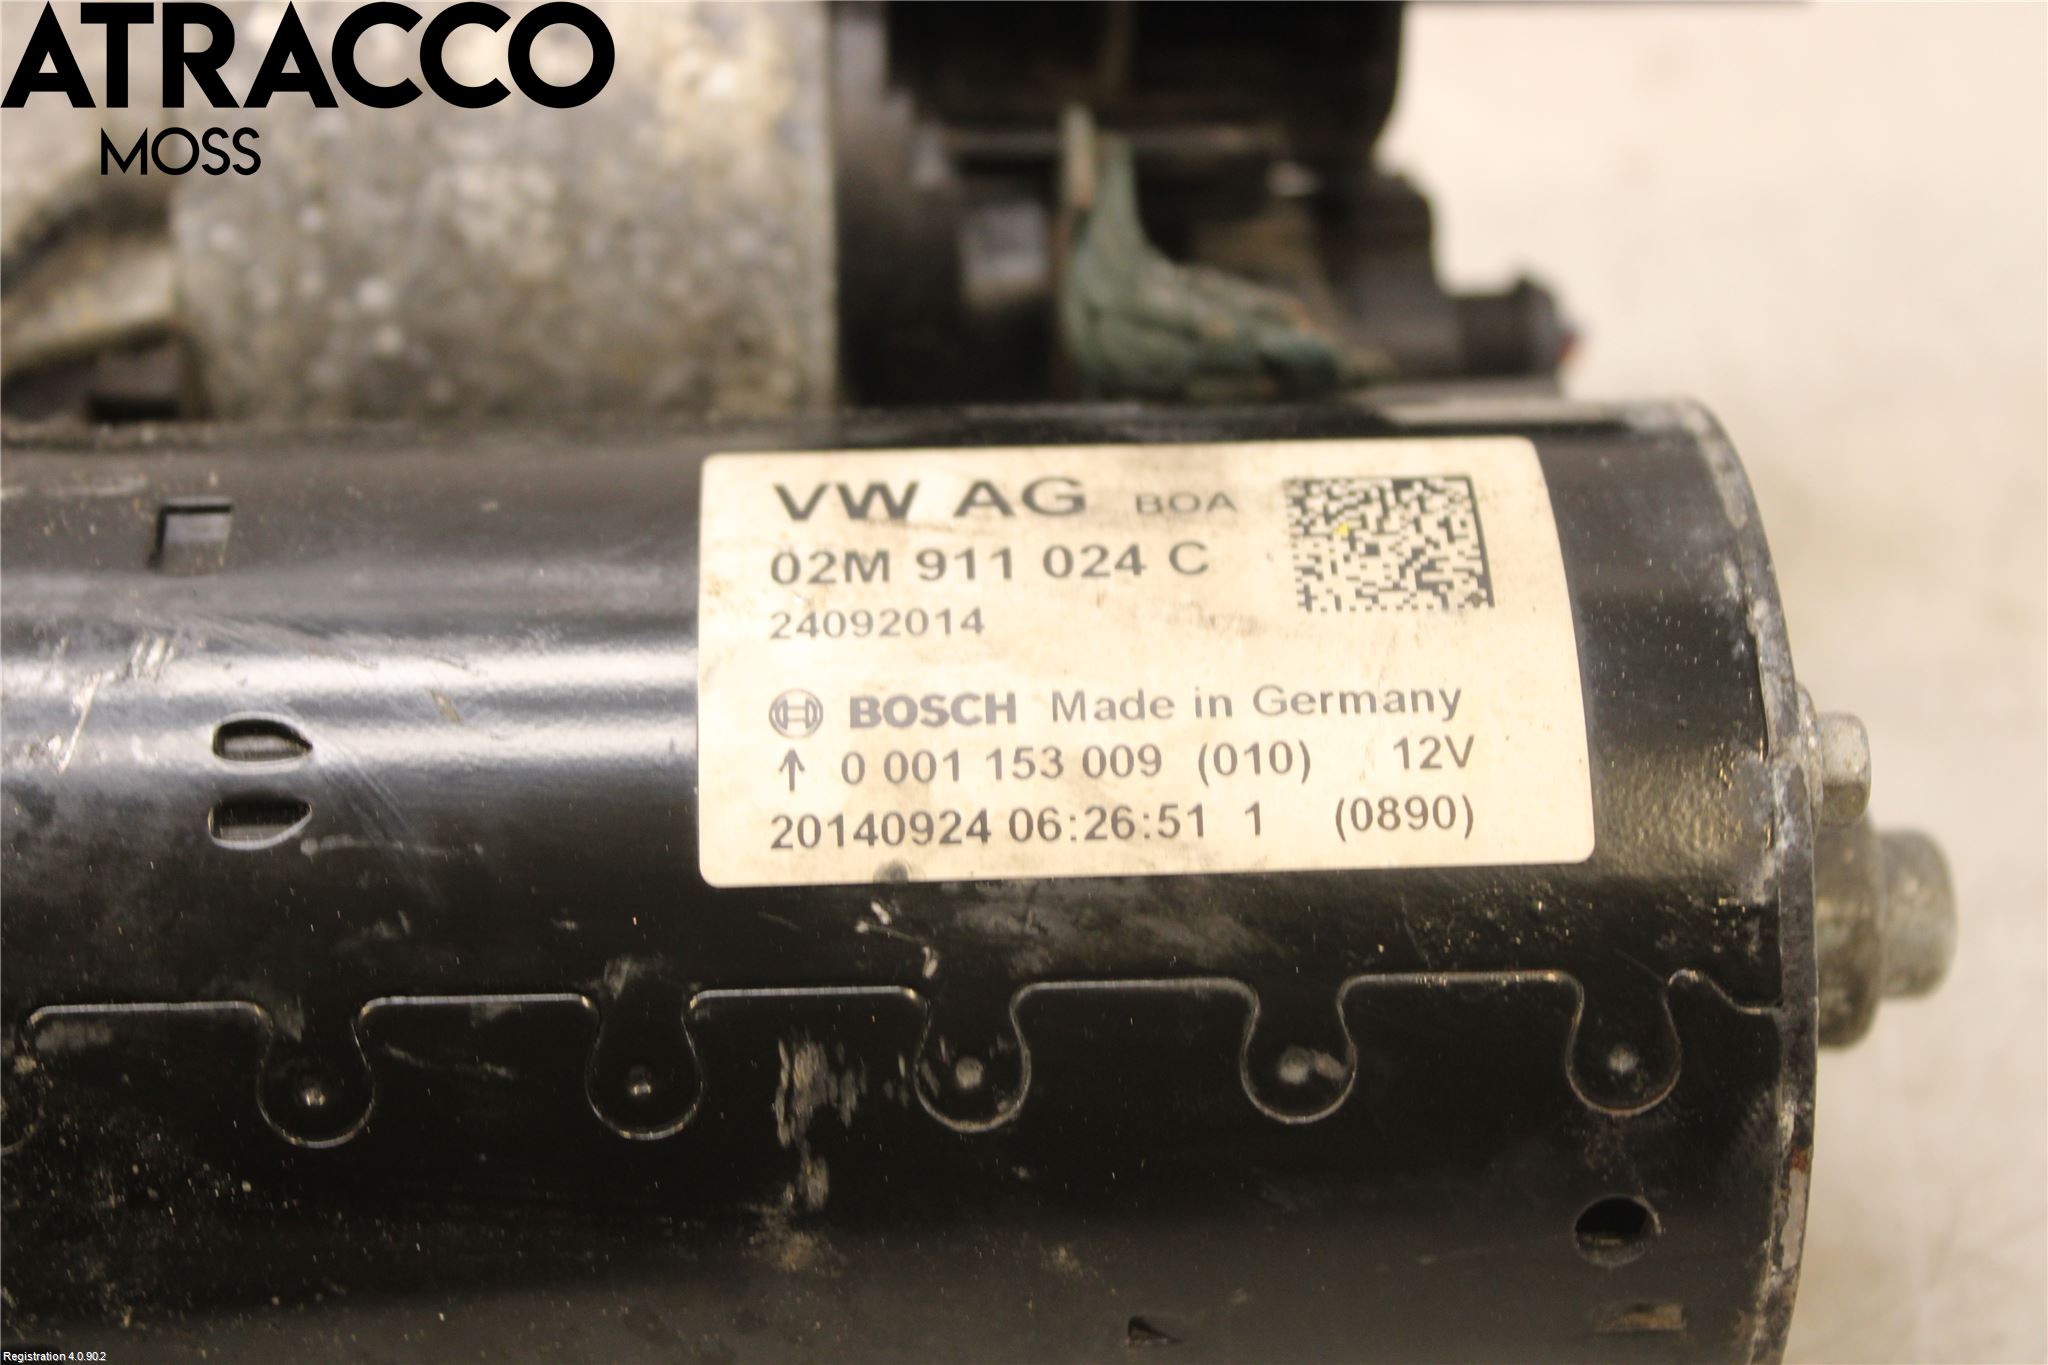 ATRACCO
MOSS
VW AG BOA
02M 911 024 C
24092014
BOSCH Made in Germany
↑ 0 001 153 009 (010) 12V
20140924 06:26:51 1 (0890)
Registration 4.0.90.2